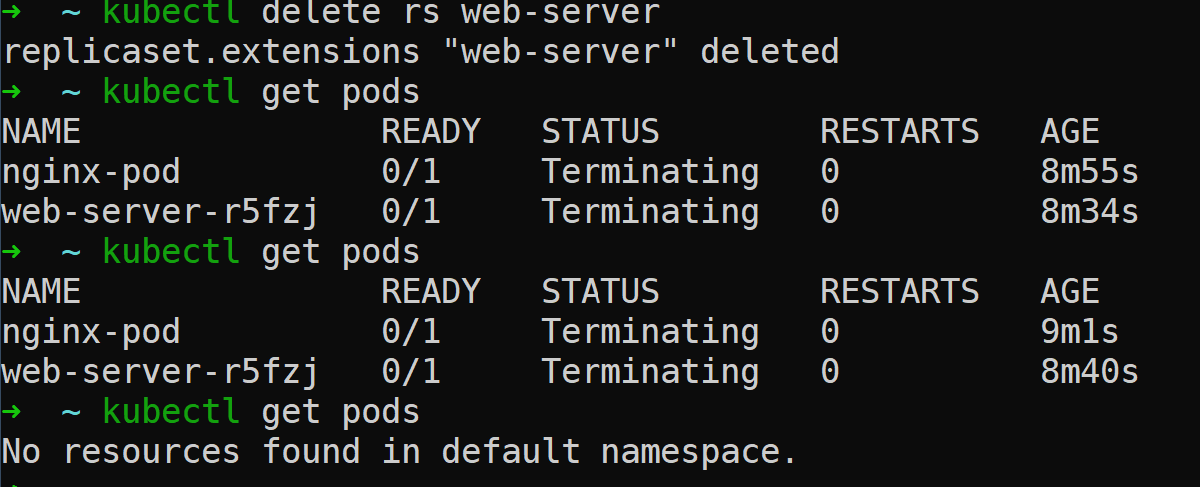 → ~ kubectl delete rs web-server
replicaset.extensions "web-server" deleted
→ ~ kubectl get pods
NAME READY STATUS RESTARTS AGE
nginx-pod 0/1 Terminating 0 8m55s
web-server-r5fzj 0/1 Terminating 0 8m34s
→ ~ kubectl get pods
NAME READY STATUS RESTARTS AGE
nginx-pod 0/1 Terminating 0 9m1s
web-server-r5fzj 0/1 Terminating 0 8m40s
→ ~ kubectl get pods
No resources found in default namespace.